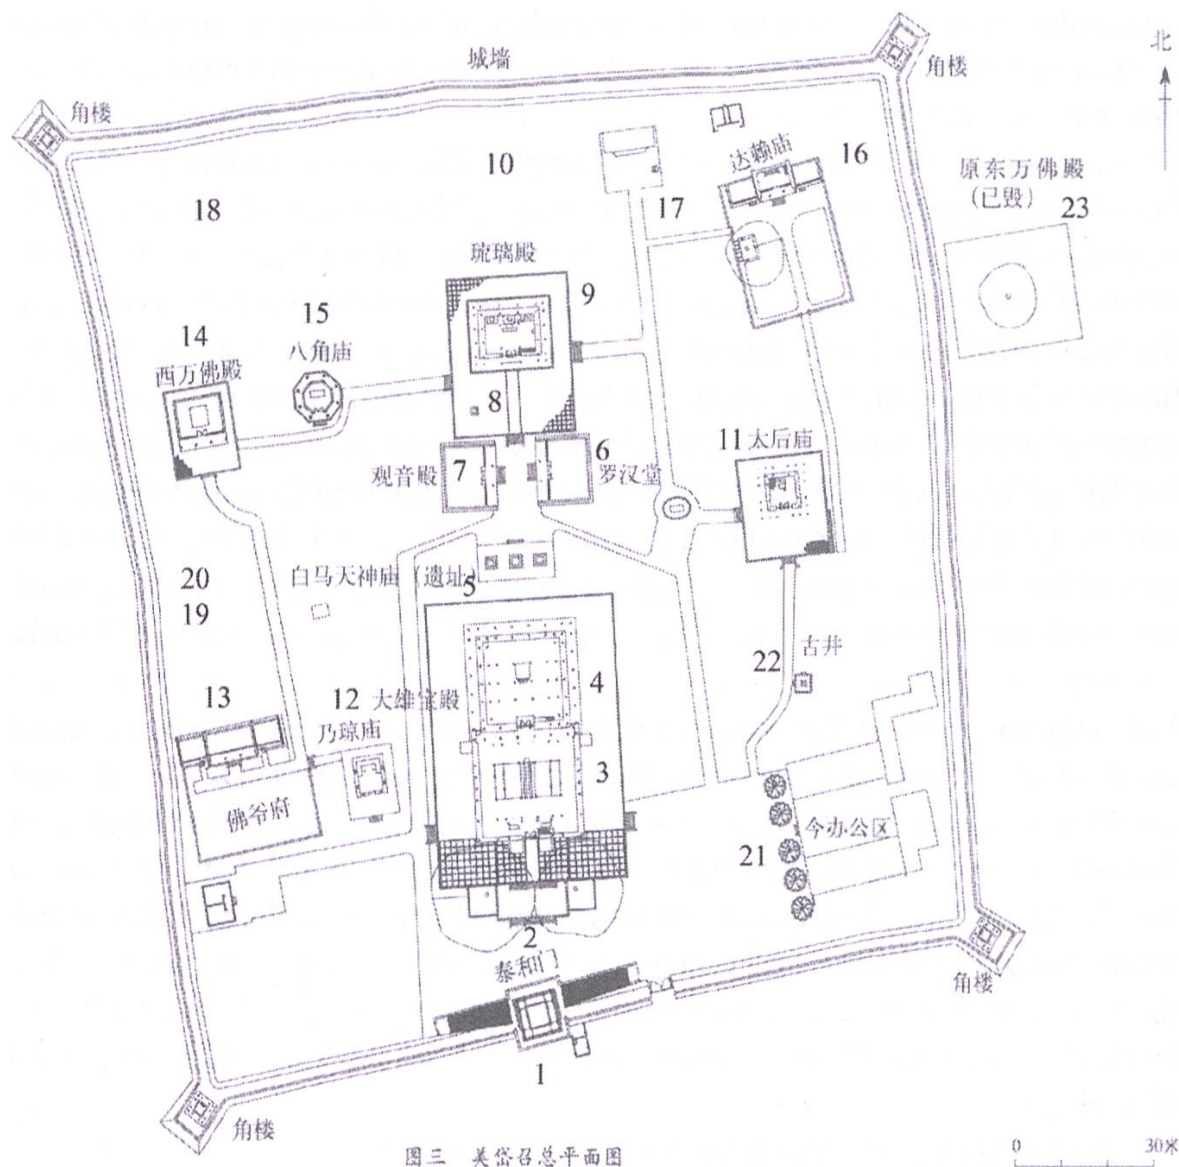 城墙
角楼
北
角楼
10
达赖庙
16
原东万佛殿
(已毁)
23
18
17
琉璃殿
9
15
14
八角庙
西万佛殿
8
11 太后庙
6
7
观音殿
罗汉堂
20
白马天神庙(遗址)
5
19
22
古井
4
13
12
大雄宝殿
乃琼庙
3
佛爷府
今办公区
21
2
泰和门
角楼
1
角楼
图三 美岱召总平面图
0
30米